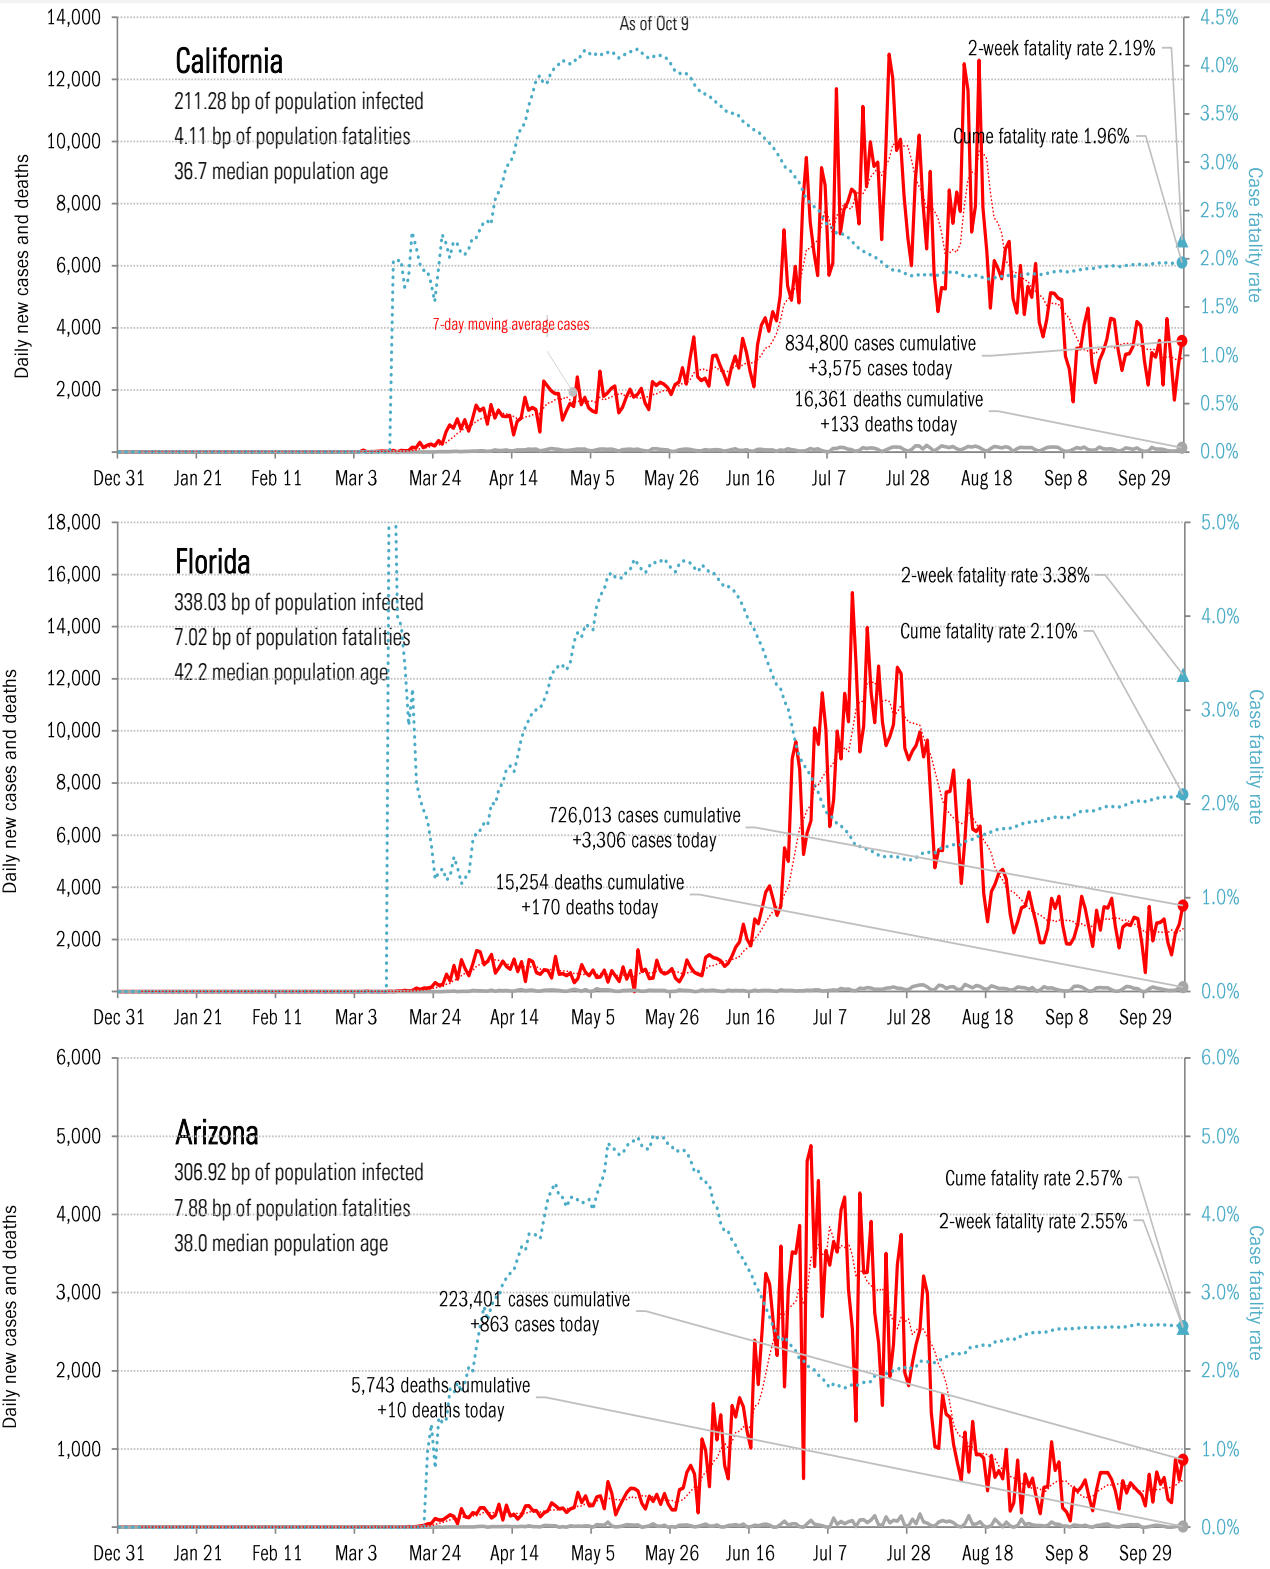 As of Oct 9
Daily new cases and deaths
14,000
12,000
10,000
8,000
6,000
4,000
2,000
California
211.28 bp of population infected
4.11 bp of population fatalities
36.7 median population age
7-day moving average cases
2-week fatality rate 2.19%
Cume fatality rate 1.96%
834,800 cases cumulative
+3,575 cases today
16,361 deaths cumulative
+133 deaths today
4.5%
4.0%
3.5%
3.0%
2.5%
2.0%
1.5%
1.0%
0.5%
0.0%
Case fatality rate
Dec 31 Jan 21 Feb 11 Mar 3 Mar 24 Apr 14 May 5 May 26 Jun 16 Jul 7 Jul 28 Aug 18 Sep 8 Sep 29
Daily new cases and deaths
18,000
16,000
14,000
12,000
10,000
8,000
6,000
4,000
2,000
Florida
338.03 bp of population infected
7.02 bp of population fatalities
42.2 median population age
2-week fatality rate 3.38%
Cume fatality rate 2.10%
726,013 cases cumulative
+3,306 cases today
15,254 deaths cumulative
+170 deaths today
5.0%
4.0%
3.0%
2.0%
1.0%
0.0%
Case fatality rate
Dec 31 Jan 21 Feb 11 Mar 3 Mar 24 Apr 14 May 5 May 26 Jun 16 Jul 7 Jul 28 Aug 18 Sep 8 Sep 29
Daily new cases and deaths
6,000
5,000
4,000
3,000
2,000
1,000
Arizona
306.92 bp of population infected
7.88 bp of population fatalities
38.0 median population age
Cume fatality rate 2.57%
2-week fatality rate 2.55%
223,401 cases cumulative
+863 cases today
5,743 deaths cumulative
+10 deaths today
6.0%
5.0%
4.0%
3.0%
2.0%
1.0%
0.0%
Case fatality rate
Dec 31 Jan 21 Feb 11 Mar 3 Mar 24 Apr 14 May 5 May 26 Jun 16 Jul 7 Jul 28 Aug 18 Sep 8 Sep 29